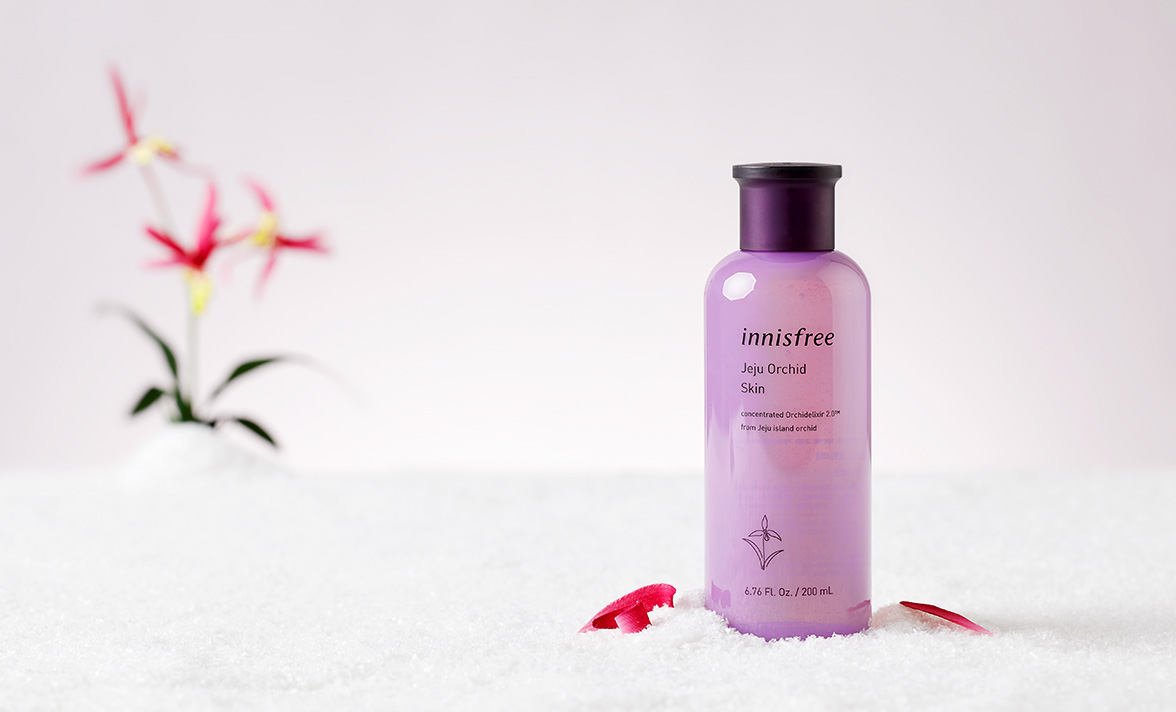 innisfree
Jeju Orchid
Skin
concentrated Orchidelixir 2.0™
from Jeju island orchid
6.76 Fl. Oz. / 200 mL